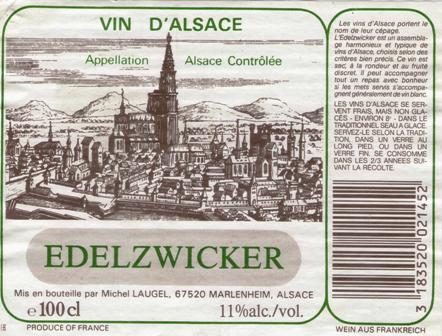 VIN D'ALSACE
Appellation Alsace Contrôlée
EDELZWICKER
Mis en bouteille par Michel LAUGEL, 67520 MARLENHEIM, ALSACE
e 100 cl 11% alc./vol.
PRODUCE OF FRANCE
Les vins d'Alsace portent le
nom de leur cépage.
L'Edelzwicker est un assembla-
ge harmonieux et typique de
vins d'Alsace, choisis selon des
critères bien précis. Ce vin est
sec, à la rondeur et au fruité
discret. Il peut accompagner
tout un repas avec bonheur
si les mets servis s'accompa-
gnent généralement de vin blanc.
LES VINS D'ALSACE SE SER-
VENT FRAIS, MAIS NON GLA-
CÉS - ENVIRON 8° - DANS LE
TRADITIONNEL SEAU A GLACE.
SERVEZ-LE SELON LA TRADI-
TION, DANS UN VERRE AU
LONG PIED, OU DANS UN
VERRE FIN. SE CONSOMME
DANS LES 2/3 ANNEES SUI-
VANT LA RÉCOLTE.
3 183520 021452
WEIN AUS FRANKREICH